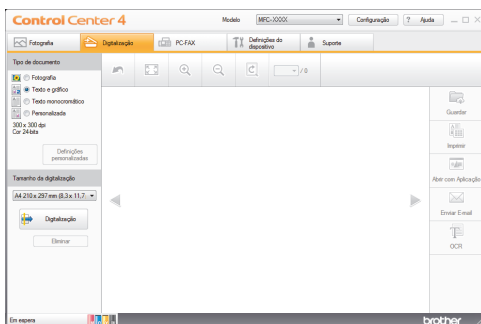 Control Center 4
Modelo
MFC-XXXX
Configuração
?
Ajuda
Fotografia
Digitalização
PC-FAX
Definições do dispositivo
Suporte
Tipo de documento
Fotografia
Texto e gráfico
Texto monocromático
Personalizada
300 x 300 dpi
Cor 24-bits
Definições
personalizadas
Tamanho da digitalização
A4 210 x 297 mm (8.3 x 11.7
Digitalização
Eliminar
/ 0
Guardar
Imprimir
Abrir com Aplicação
Enviar E-mail
OCR
Em espera
brother